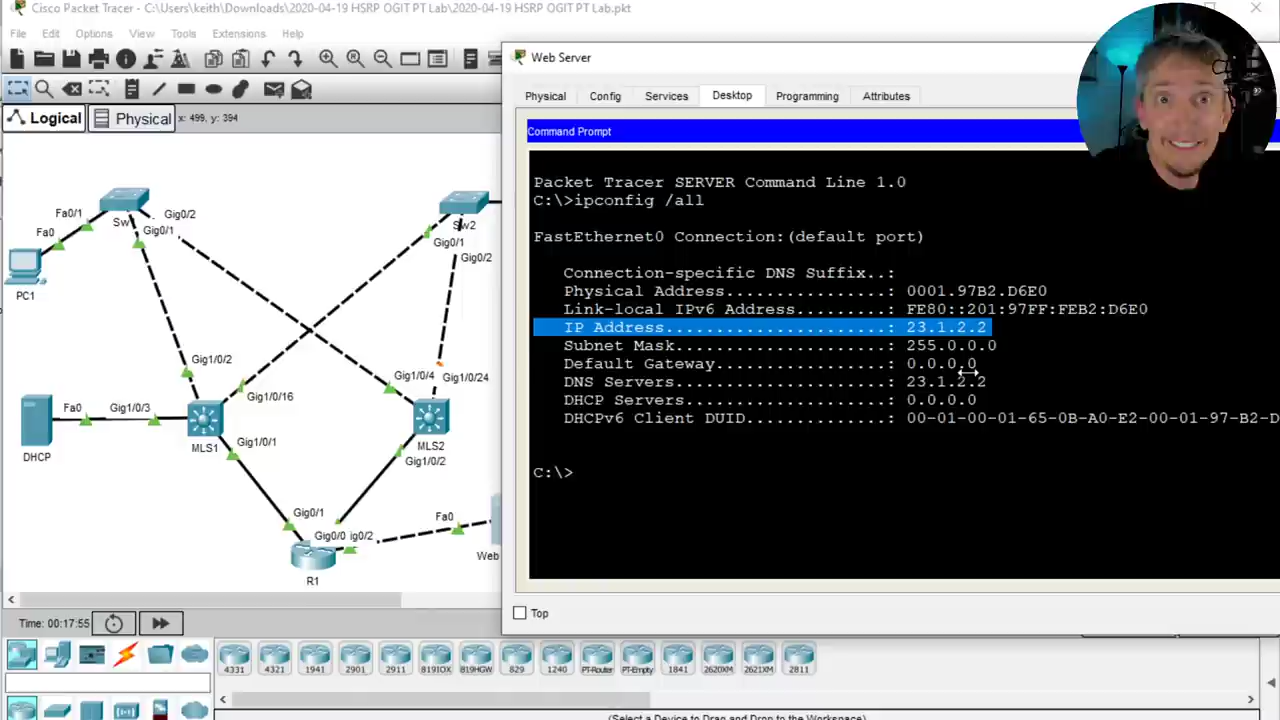 Cisco Packet Tracer - C:\Users\keith\Downloads\2020-04-19 HSRP OGIT PT Lab\2020-04-19 HSRP OGIT PT Lab.pkt
File Edit Options View Tools Extensions Help
Logical Physical x: 499, y: 394
Web Server
Physical Config Services Desktop Programming Attributes
Command Prompt
Packet Tracer SERVER Command Line 1.0
C:\>ipconfig /all
FastEthernet0 Connection:(default port)
Connection-specific DNS Suffix..:
Physical Address................: 0001.97B2.D6E0
Link-local IPv6 Address.........: FE80::201:97FF:FEB2:D6E0
IP Address......................: 23.1.2.2
Subnet Mask.....................: 255.0.0.0
Default Gateway.................: 0.0.0.0
DNS Servers.....................: 23.1.2.2
DHCP Servers....................: 0.0.0.0
DHCPv6 Client DUID..............: 00-01-00-01-65-0B-A0-E2-00-01-97-B2-D
C:\>
Top
Fa0/1
Fa0
PC1
Sw
Gig0/2
Gig0/1
Sw2
Gig0/1
Gig0/2
Gig1/0/2
Gig1/0/16
Gig1/0/4
Gig1/0/24
Fa0
Gig1/0/3
DHCP
MLS1
MLS2
Gig1/0/1
Gig1/0/2
Gig0/1
Gig0/0
ig0/2
Fa0
R1
Web
Time: 00:17:55
4331 4321 1941 2901 2911 819IOX 819HGW 829 1240 PT-Router PT-Empty 1841 2620XM 2621XM 2811
(Select a Device to Drag and Drop to the Workspace)